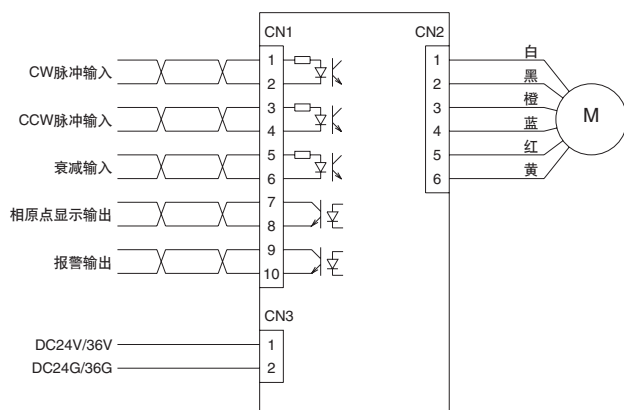 CN1
CN2
CW脉冲输入
1
2
CCW脉冲输入
3
4
衰减输入
5
6
相原点显示输出
7
8
报警输出
9
10
1
白
2
黑
3
橙
4
蓝
5
红
6
黄
M
CN3
DC24V/36V
1
DC24G/36G
2